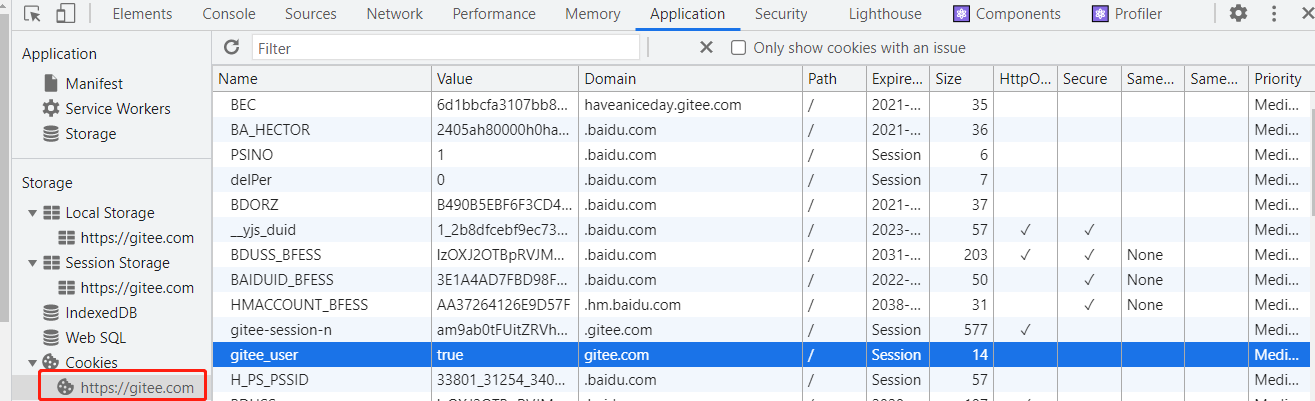 Elements Console Sources Network Performance Memory Application Security Lighthouse Components Profiler
Application
Manifest
Service Workers
Storage
Storage
Local Storage
https://gitee.com
Session Storage
https://gitee.com
IndexedDB
Web SQL
Cookies
https://gitee.com
Filter Only show cookies with an issue
Name Value Domain Path Expire... Size HttpO... Secure Same... Same... Priority
BEC 6d1bbcfa3107bb8... haveaniceday.gitee.com / 2021-... 35 Medi...
BA_HECTOR 2405ah80000h0ha... .baidu.com / 2021-... 36 Medi...
PSINO 1 .baidu.com / Session 6 Medi...
delPer 0 .baidu.com / Session 7 Medi...
BDORZ B490B5EBF6F3CD4... .baidu.com / 2021-... 37 Medi...
__yjs_duid 1_2b8dfcebf9ec73... .baidu.com / 2023-... 57 ✓ ✓ Medi...
BDUSS_BFESS IzOXJ2OTBpRVJM... .baidu.com / 2031-... 203 ✓ ✓ None Medi...
BAIDUID_BFESS 3E1A4AD7FBD98F... .baidu.com / 2022-... 50 ✓ None Medi...
HMACCOUNT_BFESS AA37264126E9D57F .hm.baidu.com / 2038-... 31 ✓ None Medi...
gitee-session-n am9ab0tFUitZRVh... .gitee.com / Session 577 ✓ Medi...
gitee_user true gitee.com / Session 14 Medi...
H_PS_PSSID 33801_31254_340... .baidu.com / Session 57 Medi...